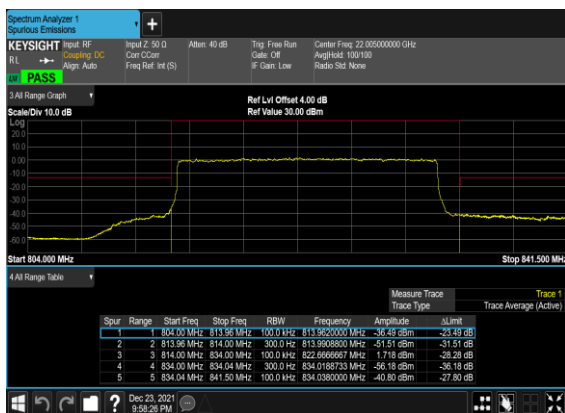 Spectrum Analyzer 1
Spurious Emissions
+
KEYSIGHT Input: RF Input Z: 50 Ω Atten: 40 dB Trig: Free Run Center Freq: 22.005000000 GHz
RL Coupling: DC Corr CCorr Gate: Off Avg|Hold: 100/100
Align: Auto Freq Ref: Int (S) IF Gain: Low Radio Std: None
PASS
3 All Range Graph
Ref Lvl Offset 4.00 dB
Scale/Div 10.0 dB Ref Value 30.00 dBm
Log
20.0
10.0
0.00
-10.0
-20.0
-30.0
-40.0
-50.0
-60.0
Start 804.000 MHz Stop 841.500 MHz
4 All Range Table
Measure Trace Trace 1
Trace Type Trace Average (Active)
Spur Range Start Freq Stop Freq RBW Frequency Amplitude ΔLimit
1 1 804.00 MHz 813.96 MHz 100.0 kHz 813.9620000 MHz -36.49 dBm -23.49 dB
2 2 813.96 MHz 814.00 MHz 300.0 Hz 813.9908800 MHz -51.51 dBm -31.51 dB
3 3 814.00 MHz 834.00 MHz 100.0 kHz 822.6666667 MHz 1.718 dBm -28.28 dB
4 4 834.00 MHz 834.04 MHz 300.0 Hz 834.0188733 MHz -56.18 dBm -36.18 dB
5 5 834.04 MHz 841.50 MHz 100.0 kHz 834.0380000 MHz -40.80 dBm -27.80 dB
? Dec 23, 2021
9:58:26 PM